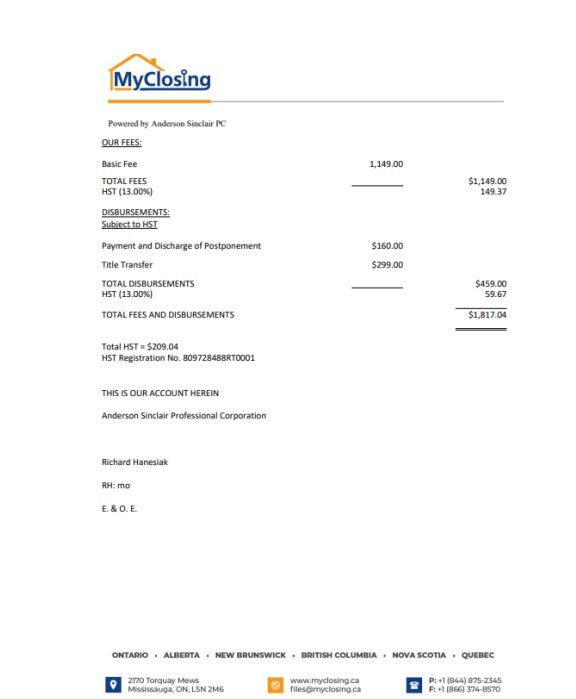 MyClosing
Powered by Anderson Sinclair PC
OUR FEES:
Basic Fee 1,149.00
TOTAL FEES $1,149.00
HST (13.00%) 149.37
DISBURSEMENTS:
Subject to HST
Payment and Discharge of Postponement $160.00
Title Transfer $299.00
TOTAL DISBURSEMENTS $459.00
HST (13.00%) 59.67
TOTAL FEES AND DISBURSEMENTS $1,817.04
Total HST = $209.04
HST Registration No. 809728488RT0001
THIS IS OUR ACCOUNT HEREIN
Anderson Sinclair Professional Corporation
Richard Hanesiak
RH: mo
E. & O. E.
ONTARIO • ALBERTA • NEW BRUNSWICK • BRITISH COLUMBIA • NOVA SCOTIA • QUEBEC
2170 Torquay Mews www.myclosing.ca P: +1 (844) 875-2345
Mississauga, ON, L5N 2M6 files@myclosing.ca F: +1 (866) 374-8570